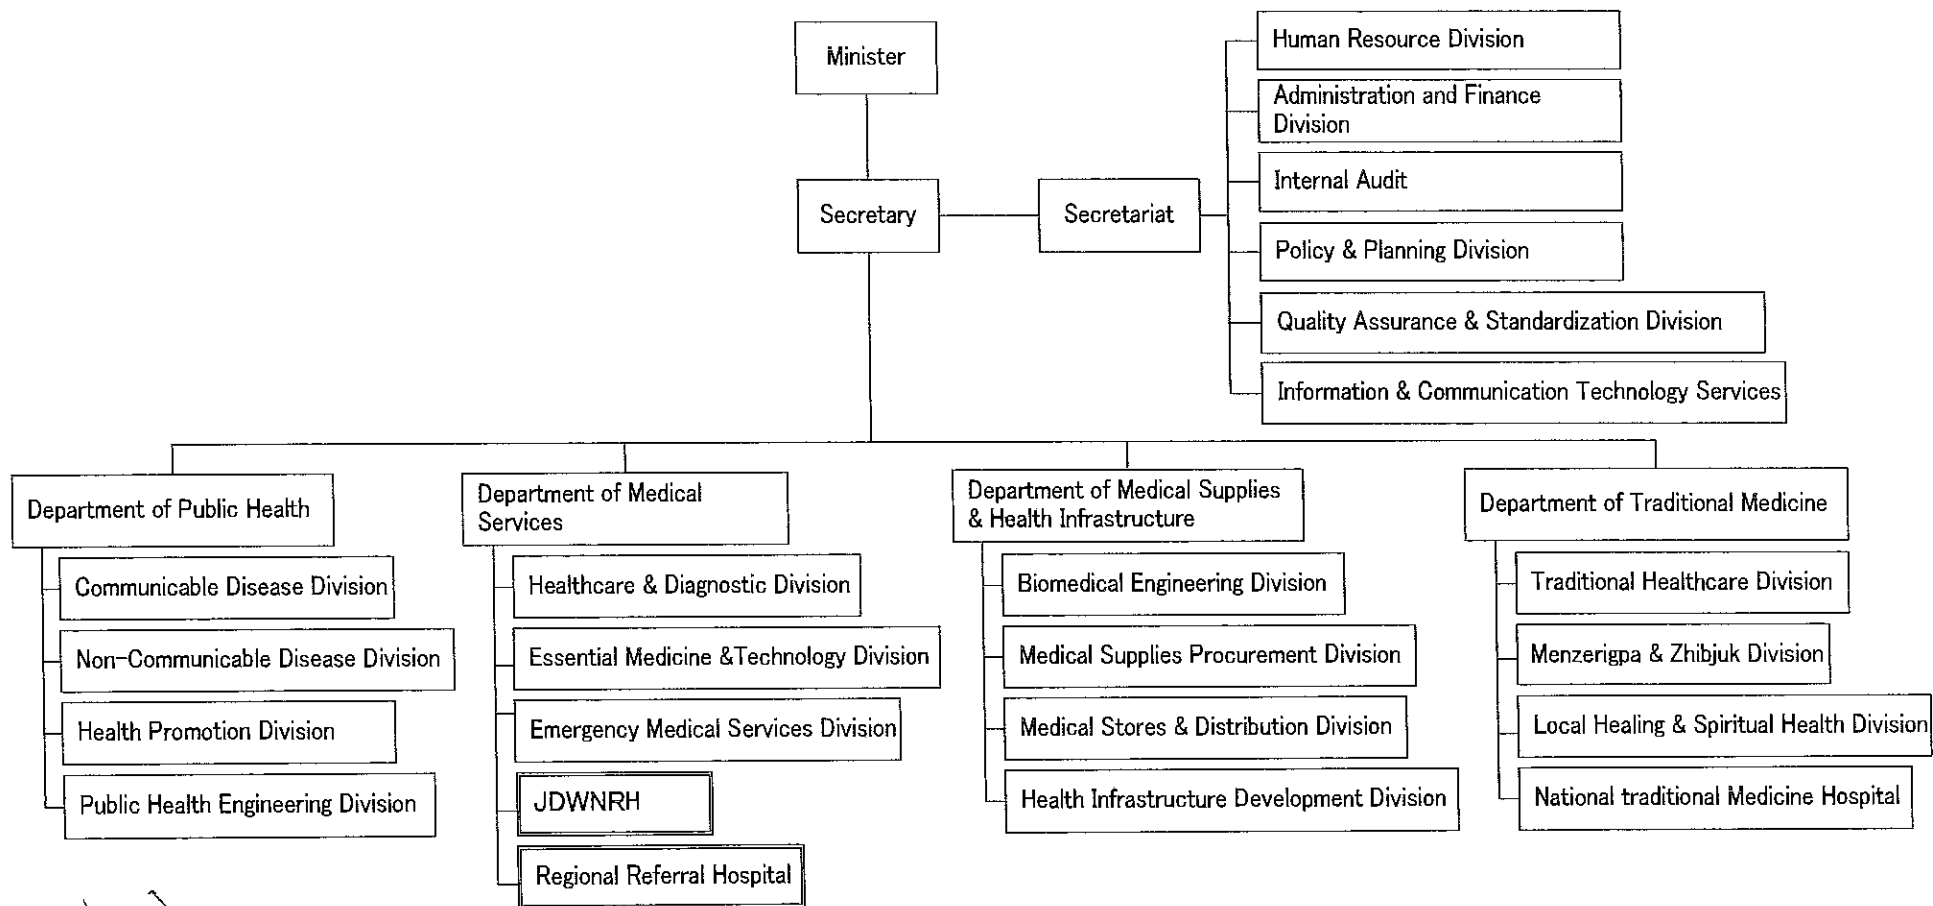 Minister
Secretary
Secretariat
Human Resource Division
Administration and Finance
Division
Internal Audit
Policy & Planning Division
Quality Assurance & Standardization Division
Information & Communication Technology Services
Department of Public Health
Communicable Disease Division
Non-Communicable Disease Division
Health Promotion Division
Public Health Engineering Division
Department of Medical
Services
Healthcare & Diagnostic Division
Essential Medicine &Technology Division
Emergency Medical Services Division
JDWNRH
Regional Referral Hospital
Department of Medical Supplies
& Health Infrastructure
Biomedical Engineering Division
Medical Supplies Procurement Division
Medical Stores & Distribution Division
Health Infrastructure Development Division
Department of Traditional Medicine
Traditional Healthcare Division
Menzerigpa & Zhibjuk Division
Local Healing & Spiritual Health Division
National traditional Medicine Hospital